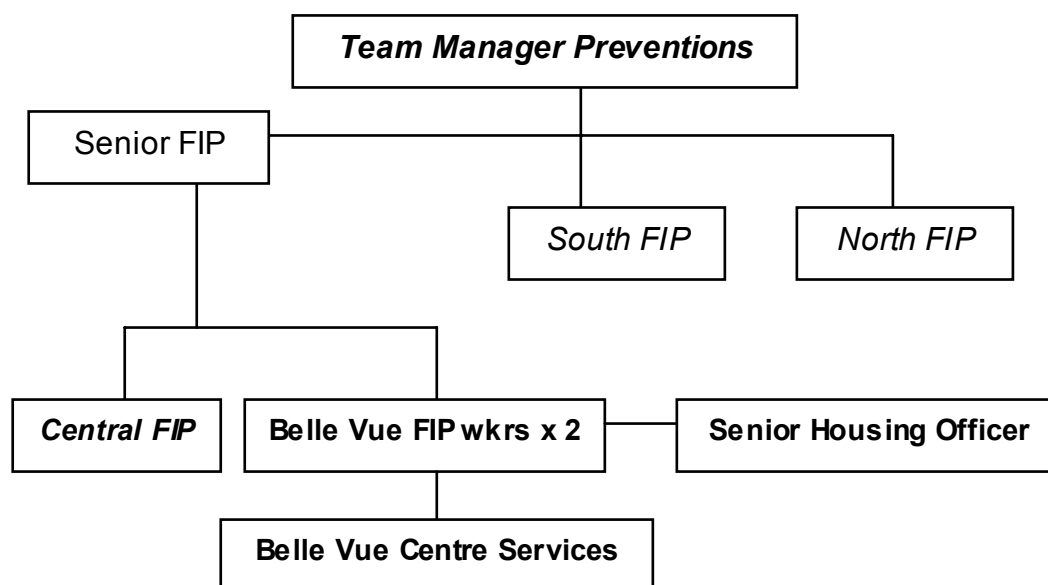 Team Manager Preventions
Senior FIP
South FIP
North FIP
Central FIP
Belle Vue FIP wkrs x 2
Senior Housing Officer
Belle Vue Centre Services